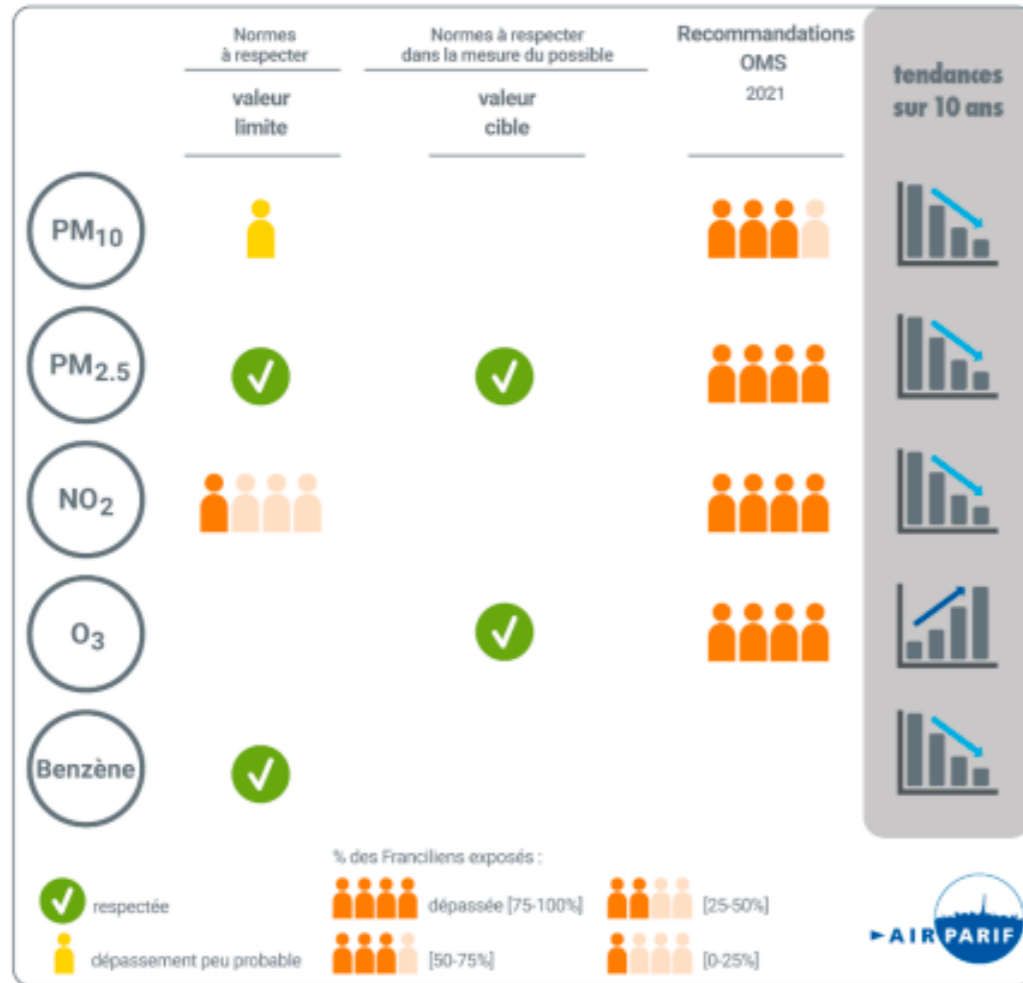 Normes
à respecter
valeur
limite
Normes à respecter
dans la mesure du possible
valeur
cible
Recommandations
OMS
2021
tendances
sur 10 ans
PM10
PM2.5
NO2
O3
Benzène
% des Franciliens exposés :
respectée
dépassée [75-100%]
[25-50%]
dépassement peu probable
[50-75%]
[0-25%]
AIRPARIF